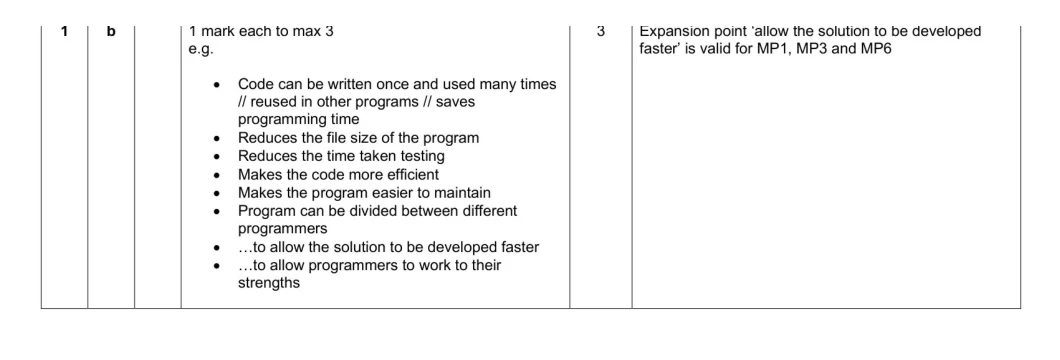 1 b 1 mark each to max 3 3 Expansion point 'allow the solution to be developed
e.g. faster' is valid for MP1, MP3 and MP6
• Code can be written once and used many times
// reused in other programs // saves
programming time
• Reduces the file size of the program
• Reduces the time taken testing
• Makes the code more efficient
• Makes the program easier to maintain
• Program can be divided between different
programmers
• …to allow the solution to be developed faster
• …to allow programmers to work to their
strengths